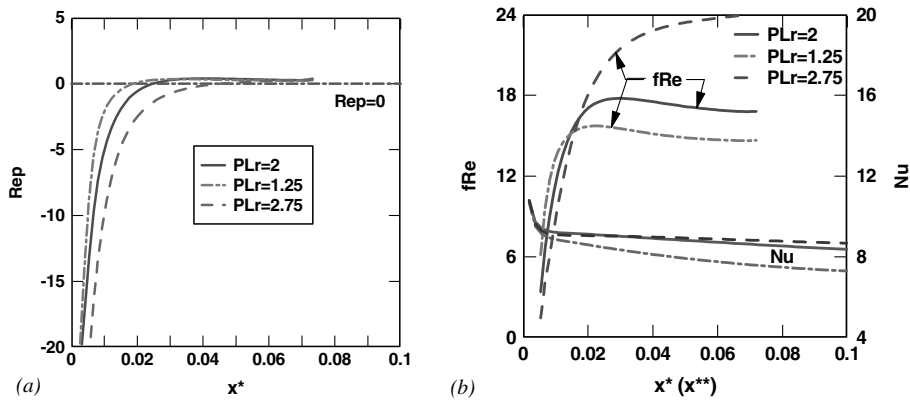 5
0
-5
-10
-15
-20
Rep
Rep=0
PLr=2
PLr=1.25
PLr=2.75
0 0.02 0.04 0.06 0.08 0.1
x*
(a)
24
18
12
6
0
fRe
20
16
12
8
4
Nu
PLr=2
PLr=1.25
PLr=2.75
fRe
Nu
0 0.02 0.04 0.06 0.08 0.1
x* (x**)
(b)